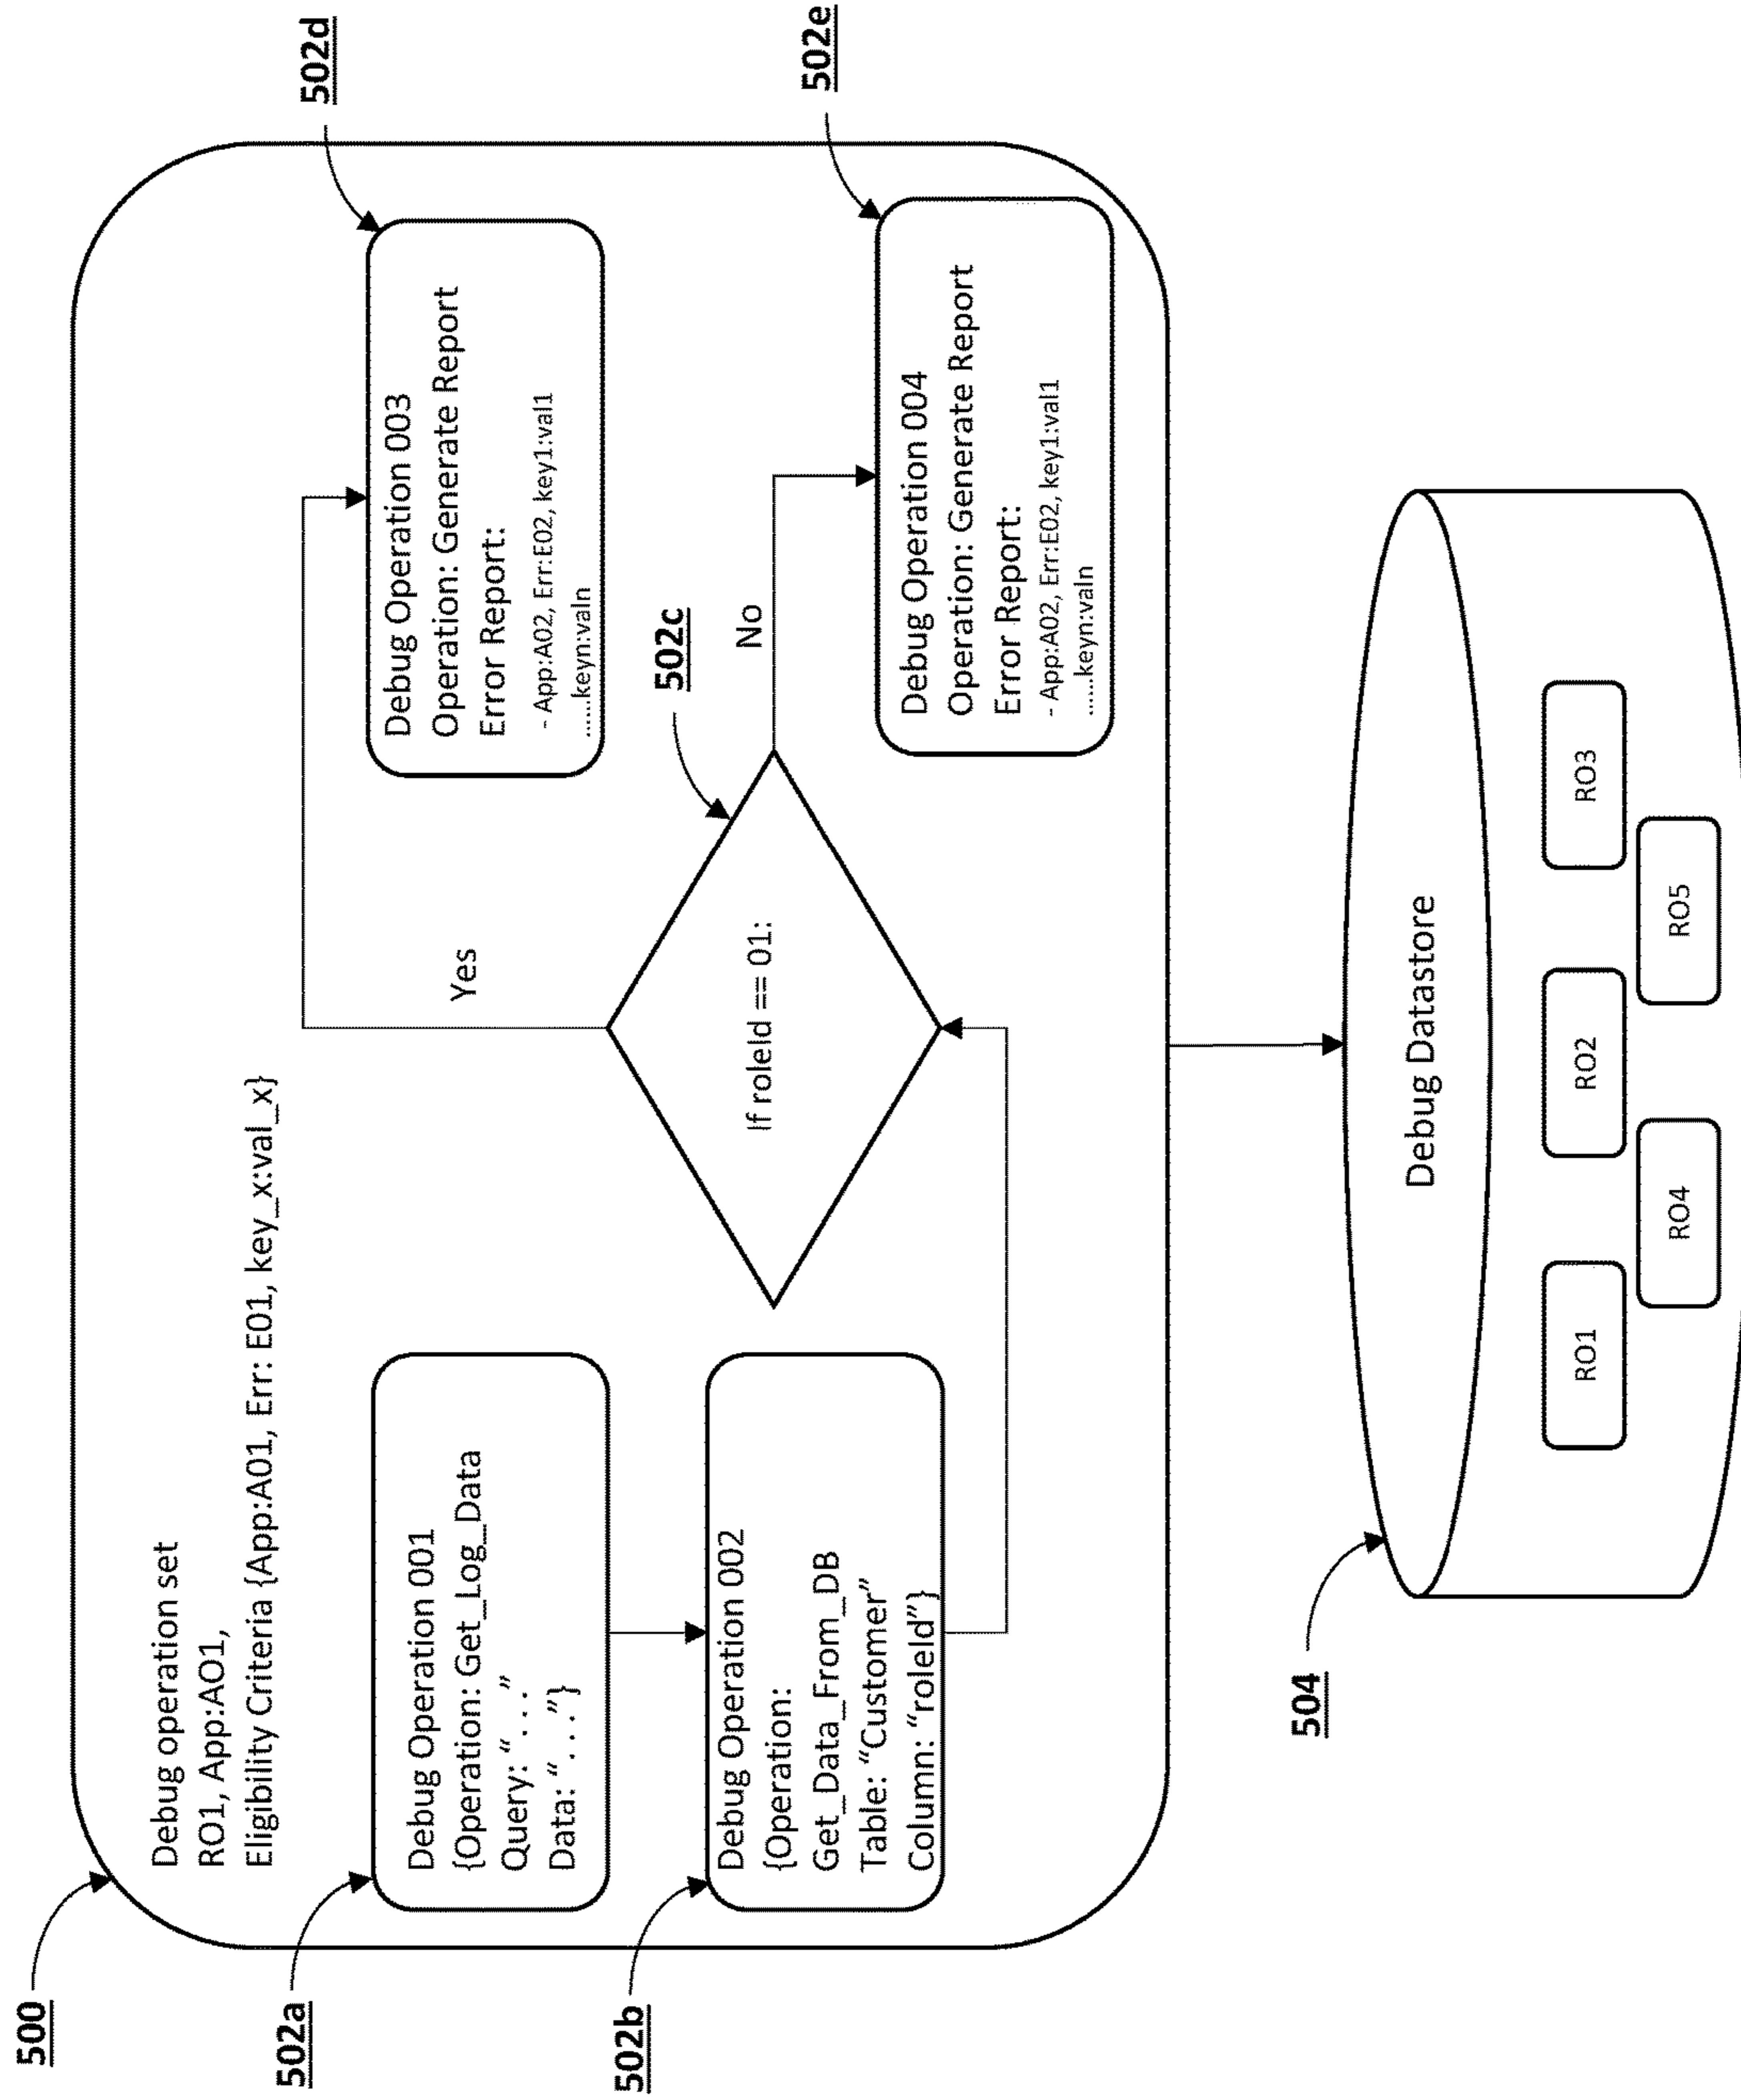 500
Debug operation set
RO1, App:AO1,
Eligibility Criteria {App:A01, Err: E01, key_x:val_x}
502a
Debug Operation 001
{Operation: Get_Log_Data
Query: “...”
Data: “...”}
502b
Debug Operation 002
{Operation:
Get_Data_From_DB
Table: “Customer”
Column: “roleId”}
502c
If roleId == 01:
Yes
No
502d
Debug Operation 003
Operation: Generate Report
Error Report:
- App:A02, Err:E02, key1:val1
......keyn:valn
502e
Debug Operation 004
Operation: Generate Report
Error Report:
- App:A02, Err:E02, key1:val1
......keyn:valn
504
Debug Datastore
RO1
RO2
RO3
RO4
RO5